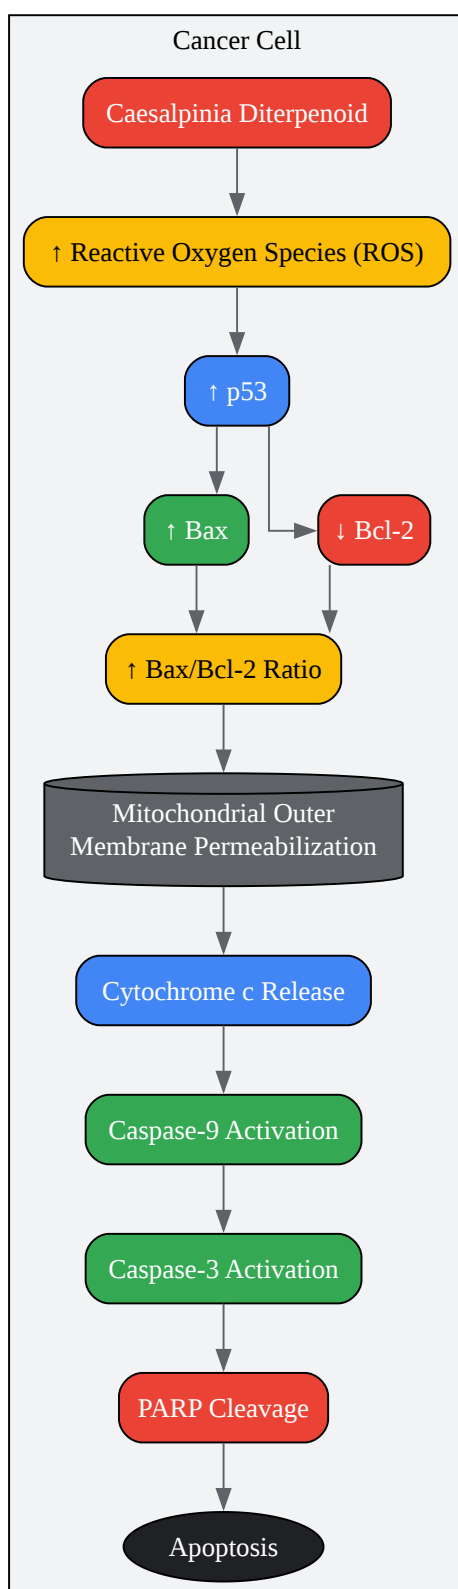 Cancer Cell
Caesalpinia Diterpenoid
↑ Reactive Oxygen Species (ROS)
↑ p53
↑ Bax
↓ Bcl-2
↑ Bax/Bcl-2 Ratio
Mitochondrial Outer
Membrane Permeabilization
Cytochrome c Release
Caspase-9 Activation
Caspase-3 Activation
PARP Cleavage
Apoptosis